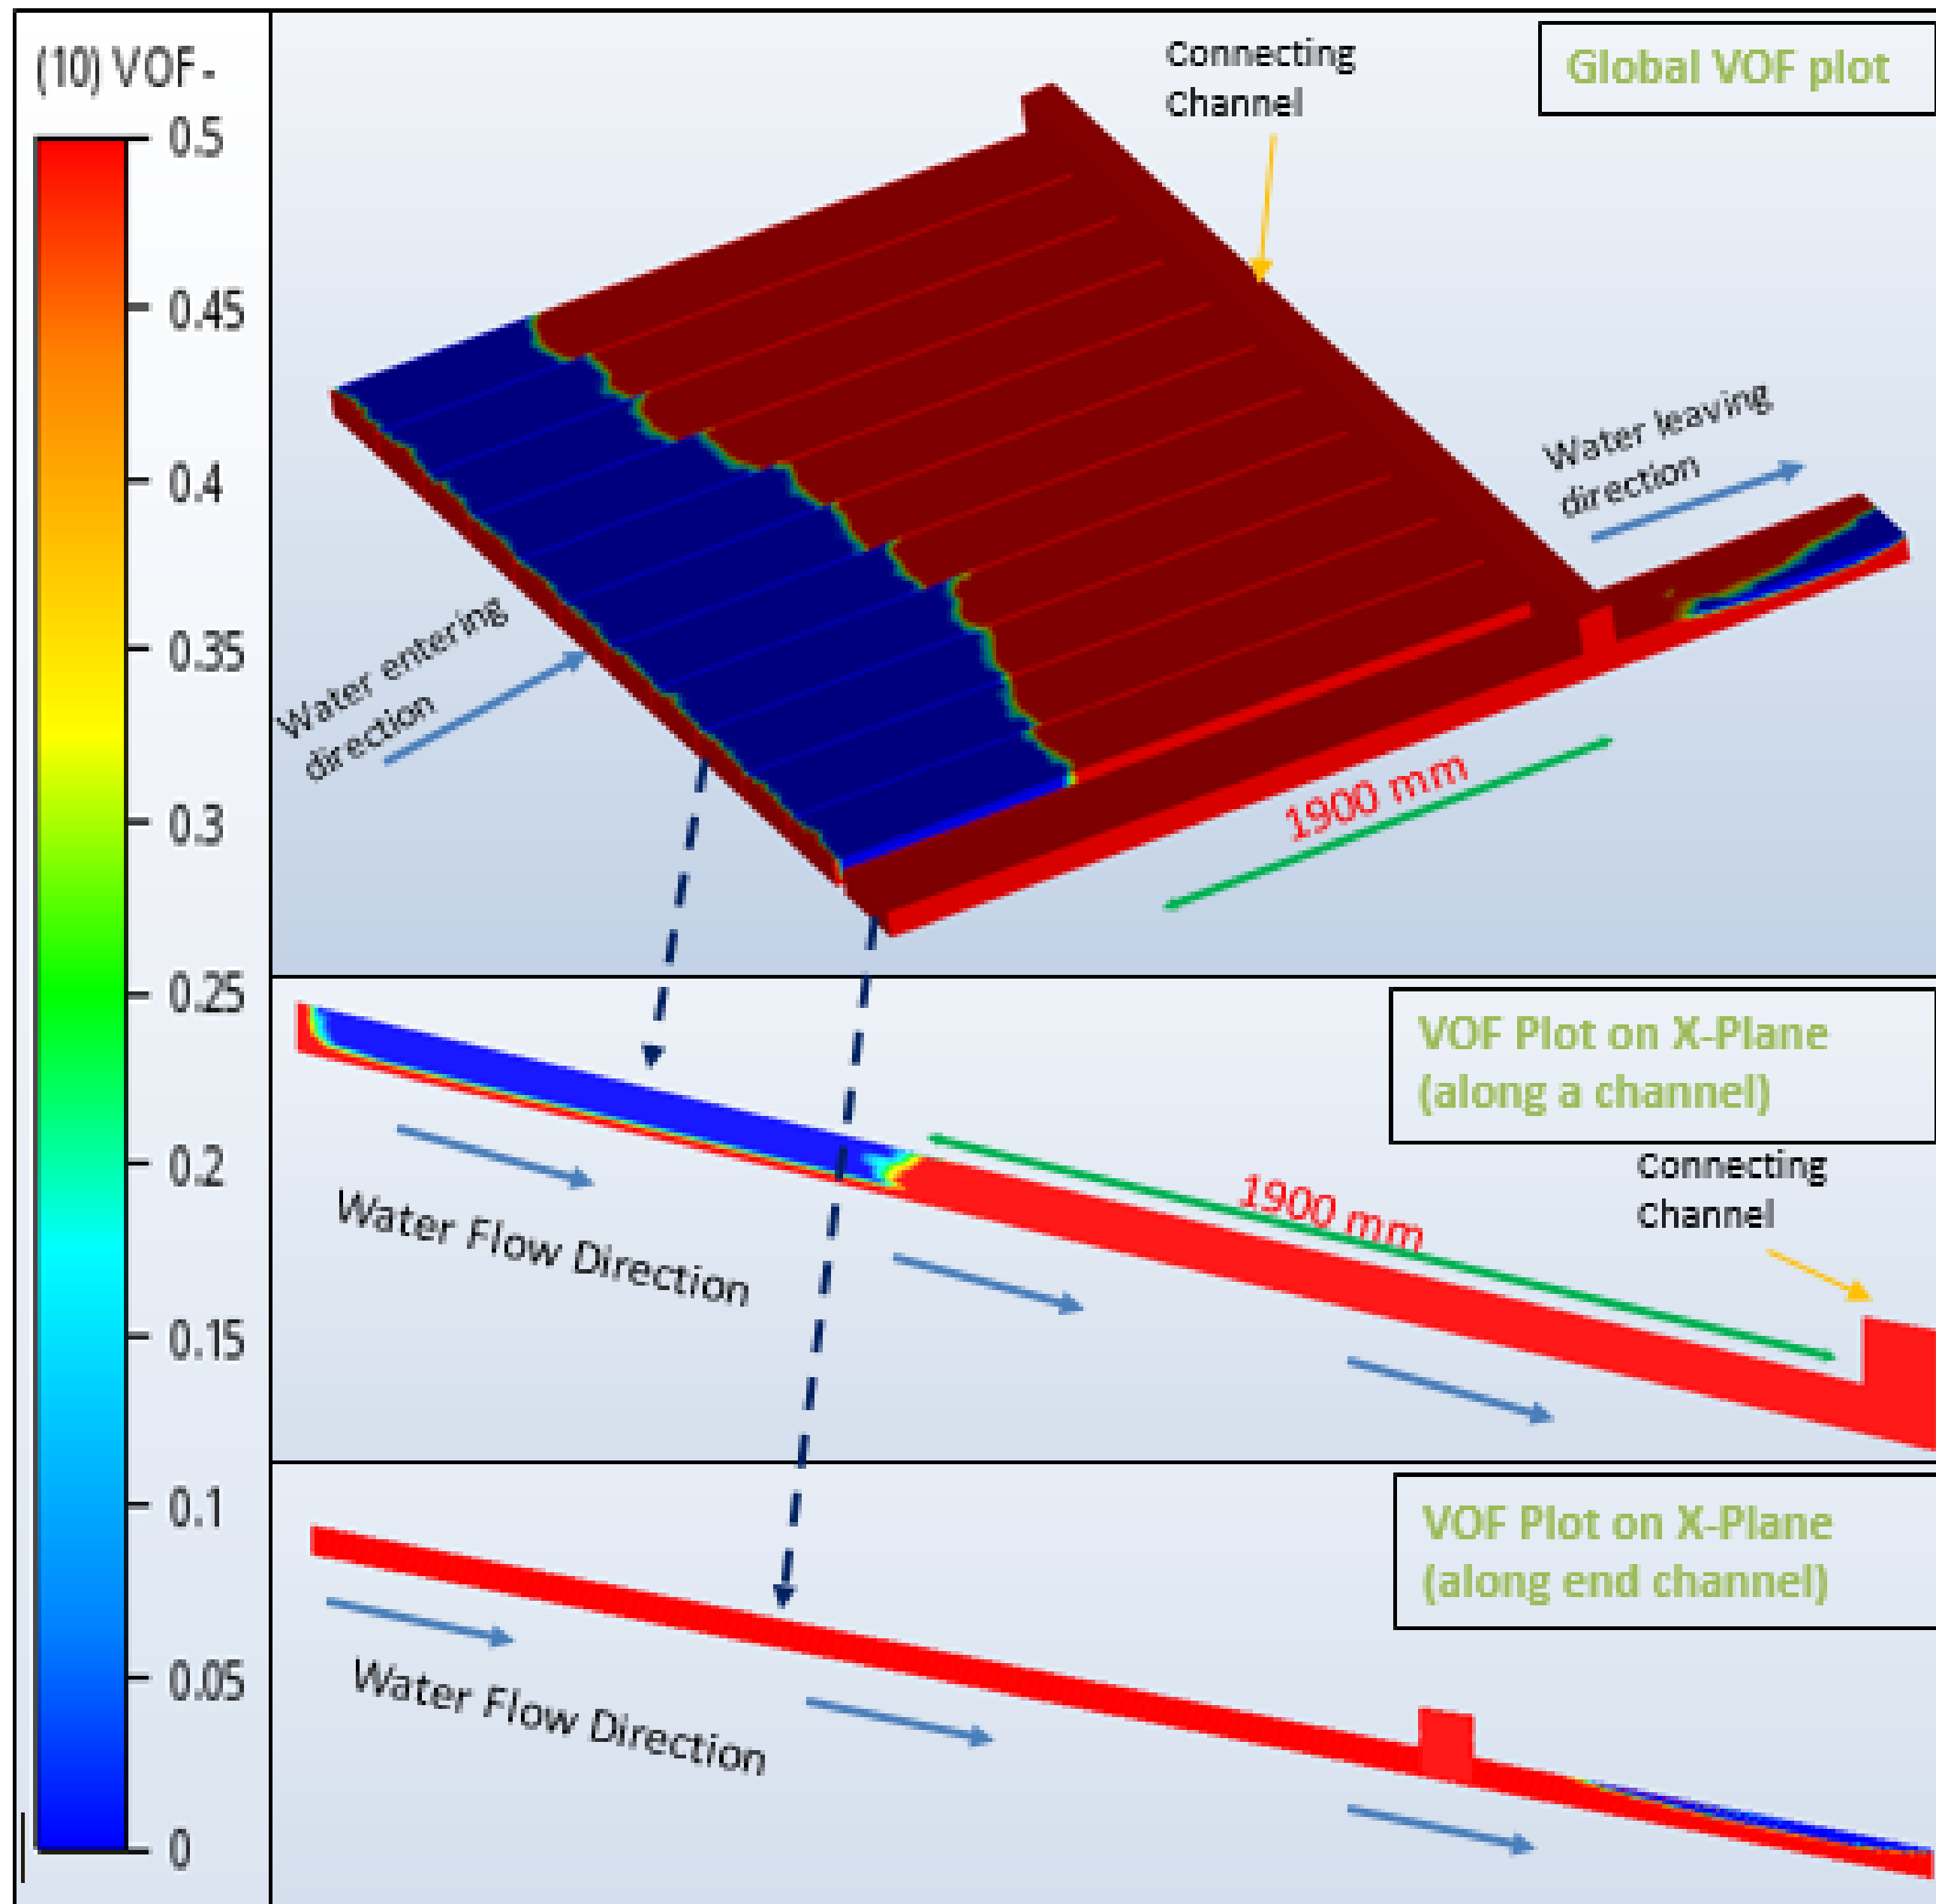 (10) VOF -
0.5
0.45
0.4
0.35
0.3
0.25
0.2
0.15
0.1
0.05
0
Global VOF plot
Connecting
Channel
Water leaving
direction
Water entering
direction
1900 mm
VOF Plot on X-Plane
(along a channel)
Connecting
Channel
1900 mm
Water Flow Direction
VOF Plot on X-Plane
(along end channel)
Water Flow Direction